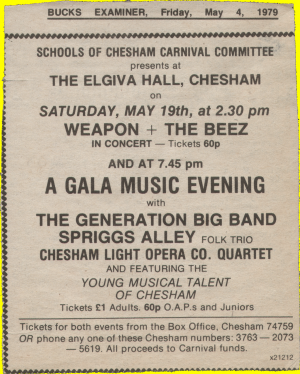 BUCKS EXAMINER, Friday, May 4, 1979
SCHOOLS OF CHESHAM CARNIVAL COMMITTEE
presents at
THE ELGIVA HALL, CHESHAM
on
SATURDAY, MAY 19th, at 2.30 pm
WEAPON + THE BEEZ
IN CONCERT — Tickets 60p
AND AT 7.45 pm
A GALA MUSIC EVENING
with
THE GENERATION BIG BAND
SPRIGGS ALLEY FOLK TRIO
CHESHAM LIGHT OPERA CO. QUARTET
AND FEATURING THE
YOUNG MUSICAL TALENT
OF CHESHAM
Tickets £1 Adults. 60p O.A.P.s and Juniors
Tickets for both events from the Box Office, Chesham 74759
OR phone any one of these Chesham numbers: 3763 — 2073
— 5619. All proceeds to Carnival funds.
x21212